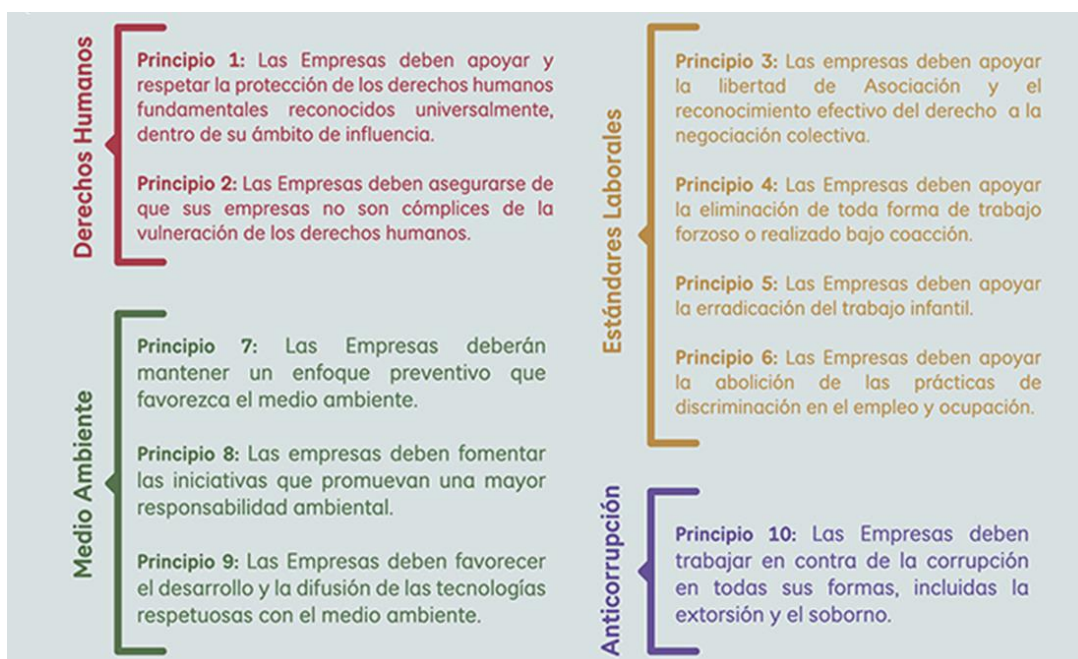 Derechos Humanos
Principio 1: Las Empresas deben apoyar y
respetar la protección de los derechos humanos
fundamentales reconocidos universalmente,
dentro de su ámbito de influencia.
Principio 2: Las Empresas deben asegurarse de
que sus empresas no son cómplices de la
vulneración de los derechos humanos.
Estándares Laborales
Principio 3: Las empresas deben apoyar
la libertad de Asociación y el
reconocimiento efectivo del derecho a la
negociación colectiva.
Principio 4: Las Empresas deben apoyar
la eliminación de toda forma de trabajo
forzoso o realizado bajo coacción.
Principio 5: Las Empresas deben apoyar
la erradicación del trabajo infantil.
Principio 6: Las Empresas deben apoyar
la abolición de las prácticas de
discriminación en el empleo y ocupación.
Medio Ambiente
Principio 7: Las Empresas deberán
mantener un enfoque preventivo que
favorezca el medio ambiente.
Principio 8: Las empresas deben fomentar
las iniciativas que promuevan una mayor
responsabilidad ambiental.
Principio 9: Las Empresas deben favorecer
el desarrollo y la difusión de las tecnologías
respetuosas con el medio ambiente.
Anticorrupción
Principio 10: Las Empresas deben
trabajar en contra de la corrupción
en todas sus formas, incluidas la
extorsión y el soborno.